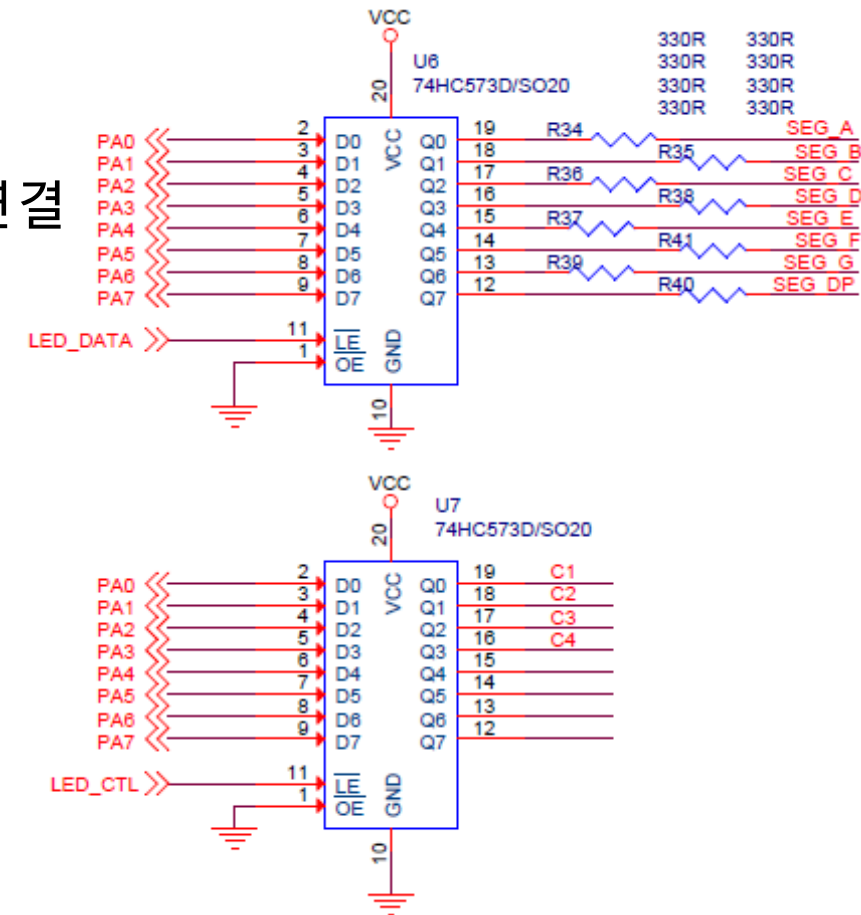 VCC
U6
74HC573D/SO20
330R 330R
330R 330R
330R 330R
330R 330R
20
PA0 2 D0 VCC Q0 19 R34 SEG_A
PA1 3 D1 Q1 18 R35 SEG_B
PA2 4 D2 Q2 17 R36 SEG_C
PA3 5 D3 Q3 16 R38 SEG_D
PA4 6 D4 Q4 15 R37 SEG_E
PA5 7 D5 Q5 14 R41 SEG_F
PA6 8 D6 Q6 13 R39 SEG_G
PA7 9 D7 Q7 12 R40 SEG_DP
LED_DATA 11 LE GND
1 OE
10
VCC
U7
74HC573D/SO20
20
PA0 2 D0 VCC Q0 19 C1
PA1 3 D1 Q1 18 C2
PA2 4 D2 Q2 17 C3
PA3 5 D3 Q3 16 C4
PA4 6 D4 Q4 15
PA5 7 D5 Q5 14
PA6 8 D6 Q6 13
PA7 9 D7 Q7 12
LED_CTL 11 LE GND
1 OE
10